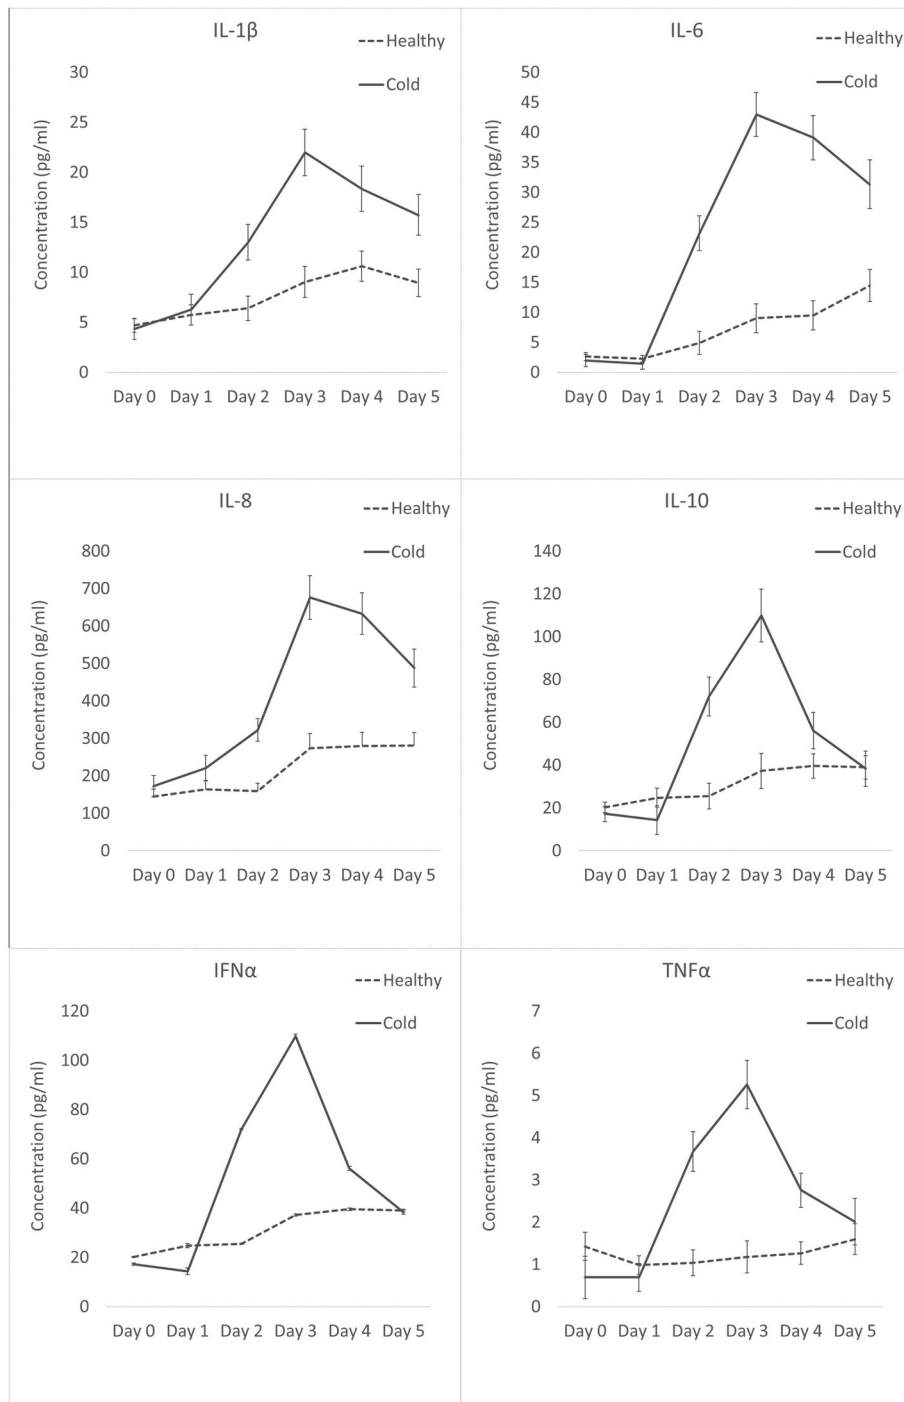 IL-1β
Healthy
Cold
Concentration (pg/ml)
30
25
20
15
10
5
0
Day 0 Day 1 Day 2 Day 3 Day 4 Day 5
IL-6
Healthy
Cold
Concentration (pg/ml)
50
45
40
35
30
25
20
15
10
5
0
Day 0 Day 1 Day 2 Day 3 Day 4 Day 5
IL-8
Healthy
Cold
Concentration (pg/ml)
800
700
600
500
400
300
200
100
0
Day 0 Day 1 Day 2 Day 3 Day 4 Day 5
IL-10
Healthy
Cold
Concentration (pg/ml)
140
120
100
80
60
40
20
0
Day 0 Day 1 Day 2 Day 3 Day 4 Day 5
IFNα
Healthy
Cold
Concentration (pg/ml)
120
100
80
60
40
20
0
Day 0 Day 1 Day 2 Day 3 Day 4 Day 5
TNFα
Healthy
Cold
Concentration (pg/ml)
7
6
5
4
3
2
1
0
Day 0 Day 1 Day 2 Day 3 Day 4 Day 5